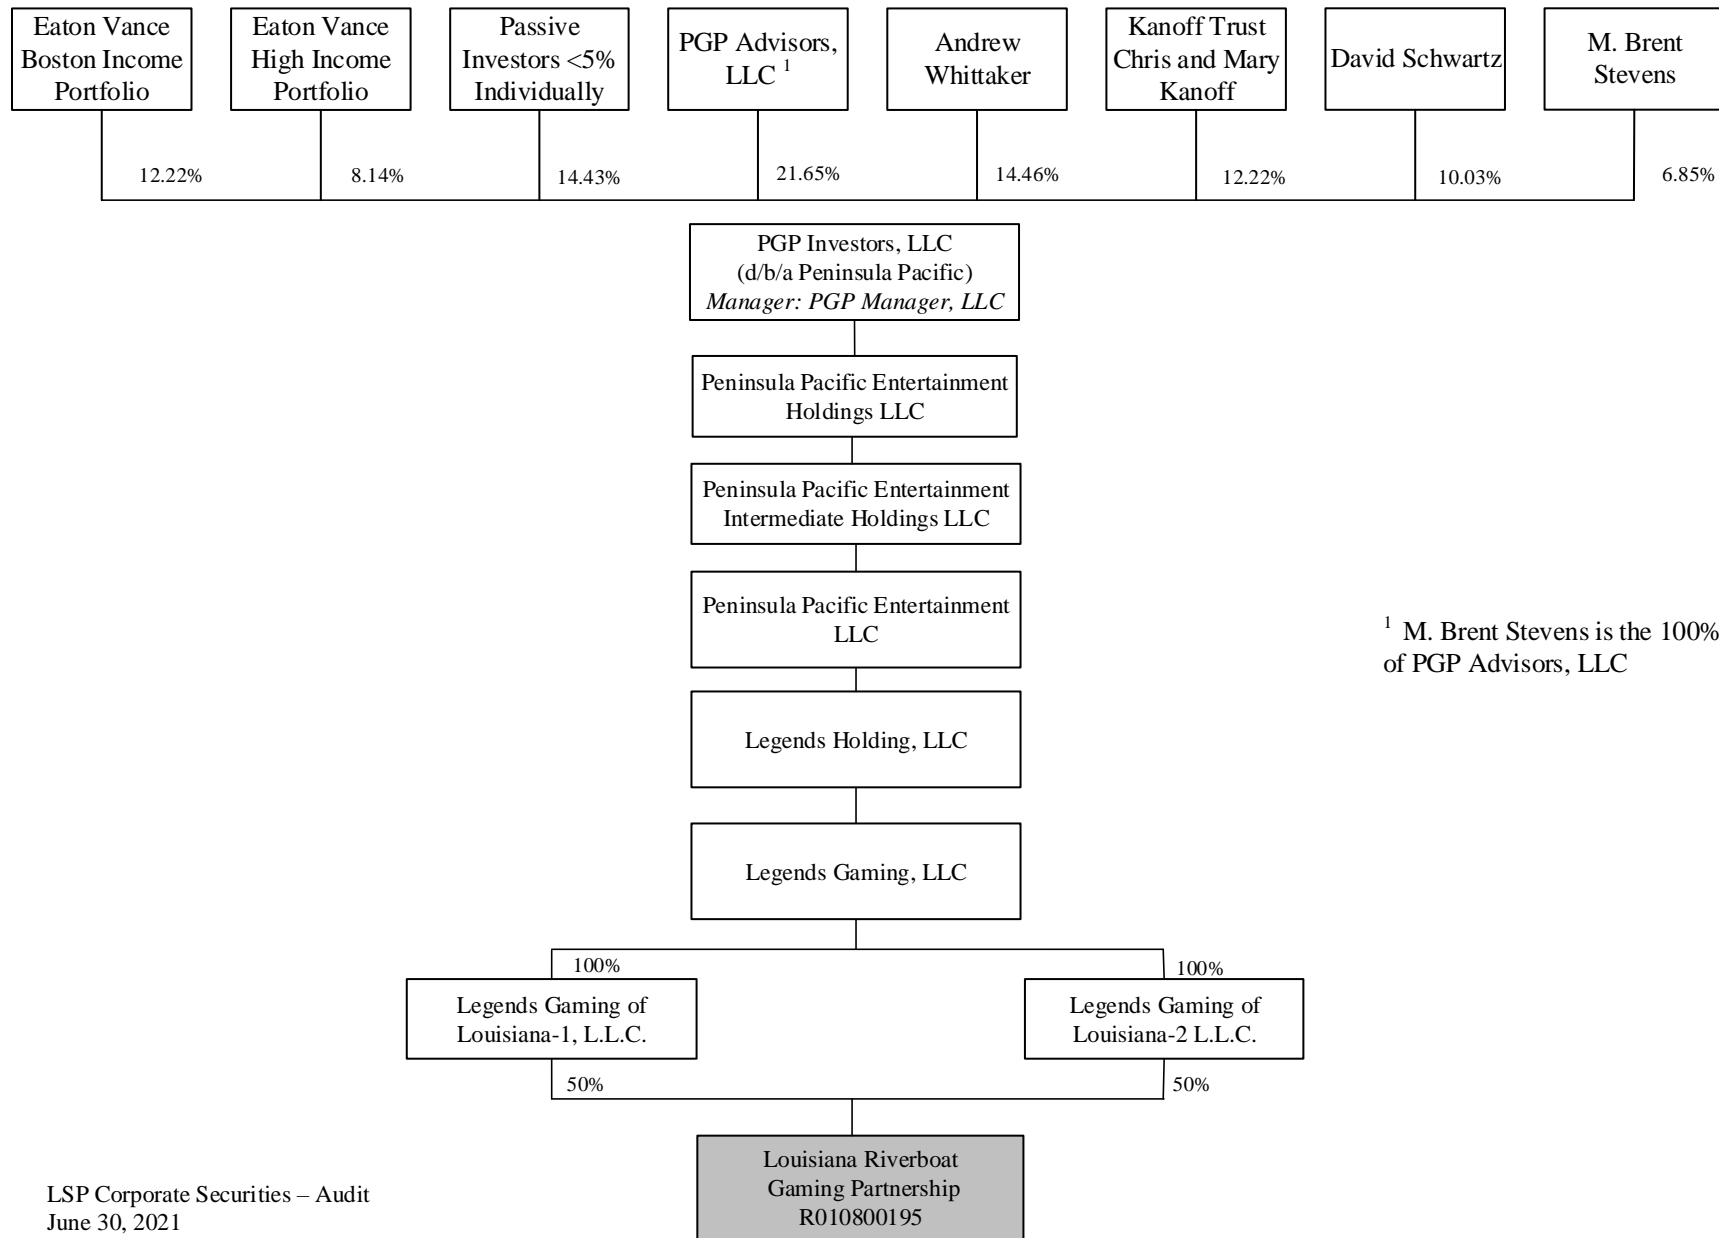 Eaton Vance
Boston Income
Portfolio
Eaton Vance
High Income
Portfolio
Passive
Investors <5%
Individually
PGP Advisors,
LLC 1
Andrew
Whittaker
Kanoff Trust
Chris and Mary
Kanoff
David Schwartz
M. Brent
Stevens
12.22%
8.14%
14.43%
21.65%
14.46%
12.22%
10.03%
6.85%
PGP Investors, LLC
(d/b/a Peninsula Pacific)
Manager: PGP Manager, LLC
Peninsula Pacific Entertainment
Holdings LLC
Peninsula Pacific Entertainment
Intermediate Holdings LLC
Peninsula Pacific Entertainment
LLC
1 M. Brent Stevens is the 100%
of PGP Advisors, LLC
Legends Holding, LLC
Legends Gaming, LLC
100%
100%
Legends Gaming of
Louisiana-1, L.L.C.
Legends Gaming of
Louisiana-2 L.L.C.
50%
50%
Louisiana Riverboat
Gaming Partnership
R010800195
LSP Corporate Securities – Audit
June 30, 2021